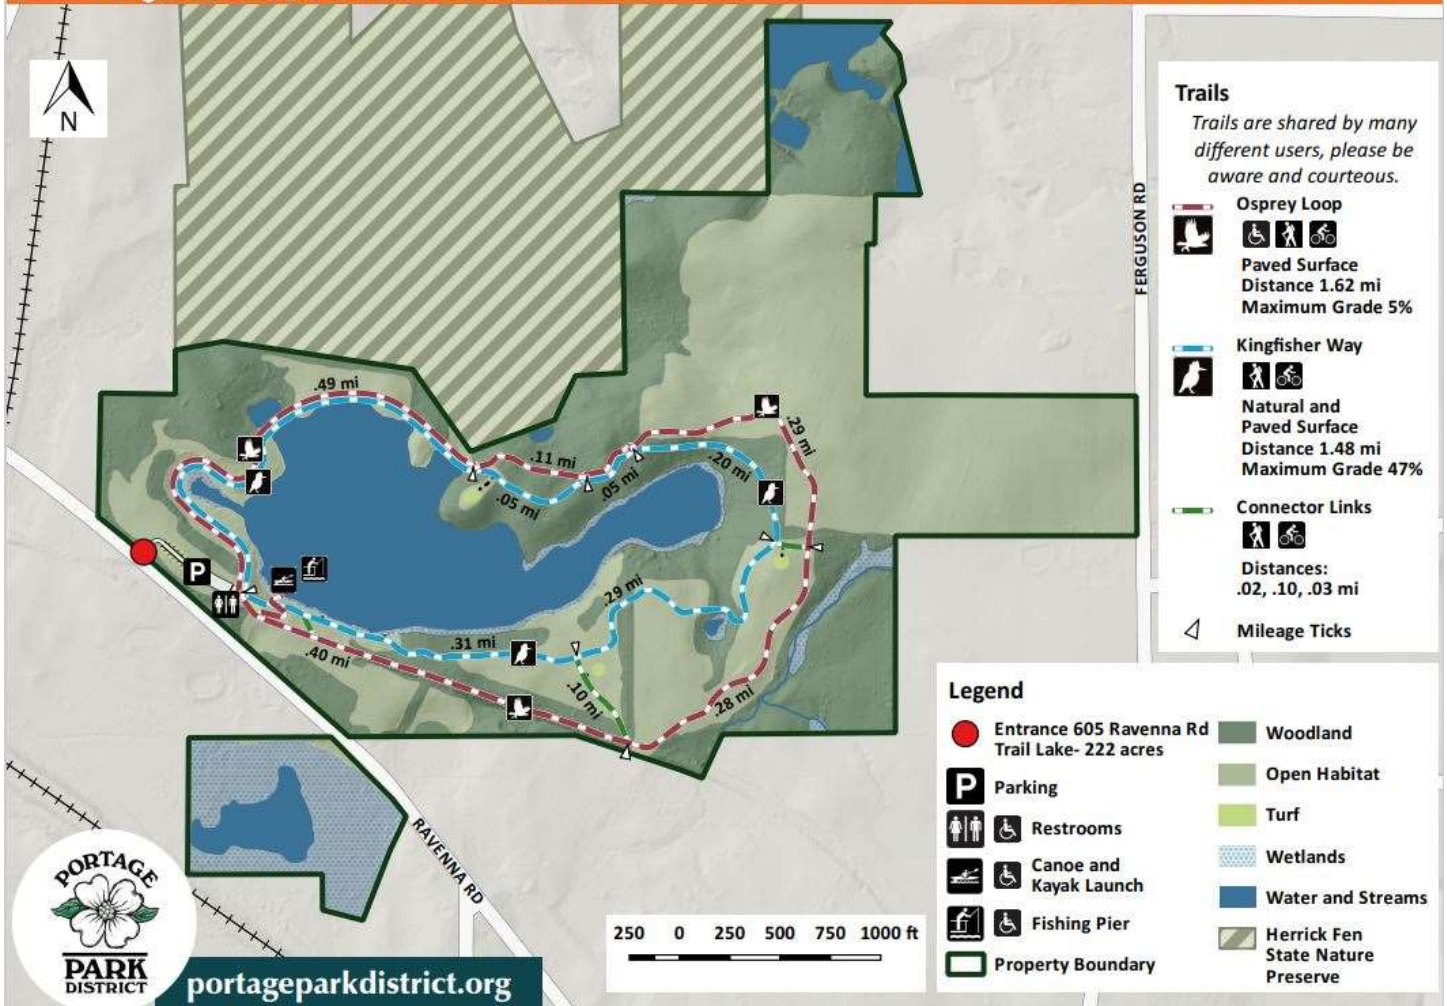 N
FERGUSON RD
.49 mi
.11 mi
.05 mi
.05 mi
.20 mi
.29 mi
.29 mi
.31 mi
.40 mi
.10 mi
.28 mi
P
RAVENNA RD
Trails
Trails are shared by many
different users, please be
aware and courteous.
Osprey Loop
Paved Surface
Distance 1.62 mi
Maximum Grade 5%
Kingfisher Way
Natural and
Paved Surface
Distance 1.48 mi
Maximum Grade 47%
Connector Links
Distances:
.02, .10, .03 mi
Mileage Ticks
Legend
Entrance 605 Ravenna Rd
Trail Lake- 222 acres
P Parking
Restrooms
Canoe and
Kayak Launch
Fishing Pier
Property Boundary
Woodland
Open Habitat
Turf
Wetlands
Water and Streams
Herrick Fen
State Nature
Preserve
250 0 250 500 750 1000 ft
PORTAGE
PARK
DISTRICT
portageparkdistrict.org